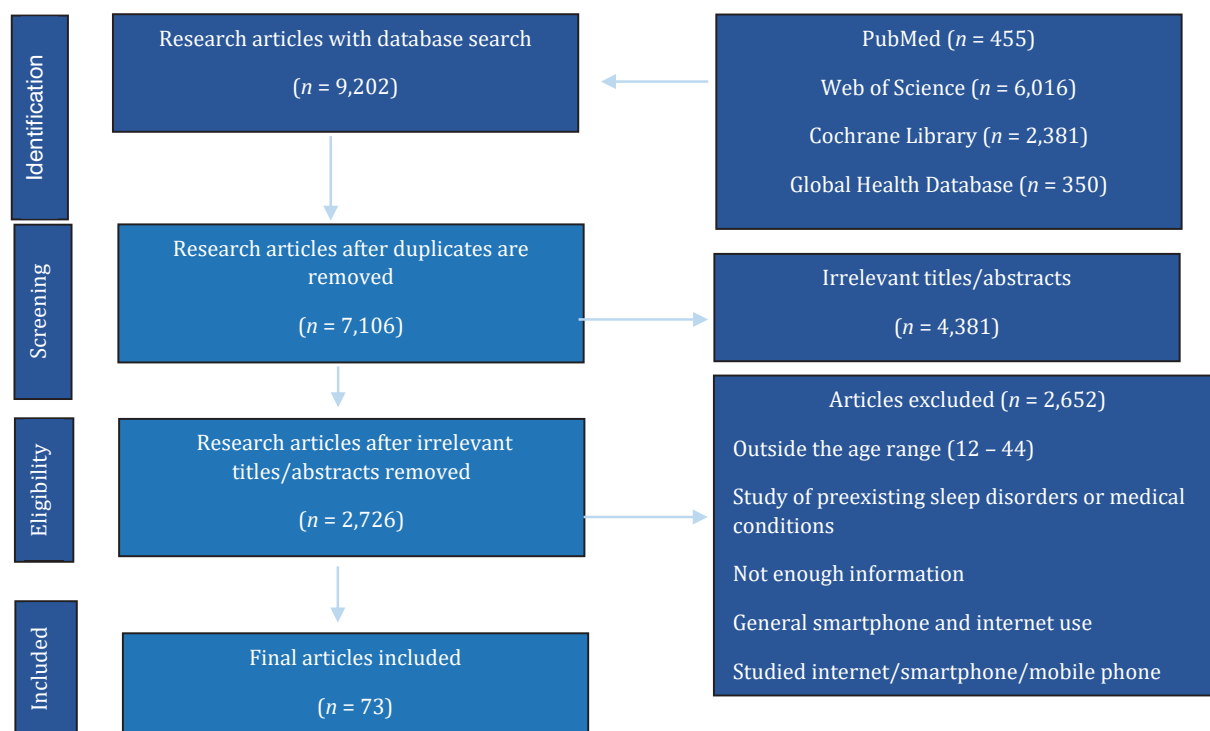 Identification
Research articles with database search
(n = 9,202)
PubMed (n = 455)
Web of Science (n = 6,016)
Cochrane Library (n = 2,381)
Global Health Database (n = 350)
Screening
Research articles after duplicates are
removed
(n = 7,106)
Irrelevant titles/abstracts
(n = 4,381)
Eligibility
Research articles after irrelevant
titles/abstracts removed
(n = 2,726)
Articles excluded (n = 2,652)
Outside the age range (12 – 44)
Study of preexisting sleep disorders or medical
conditions
Not enough information
General smartphone and internet use
Studied internet/smartphone/mobile phone
Included
Final articles included
(n = 73)